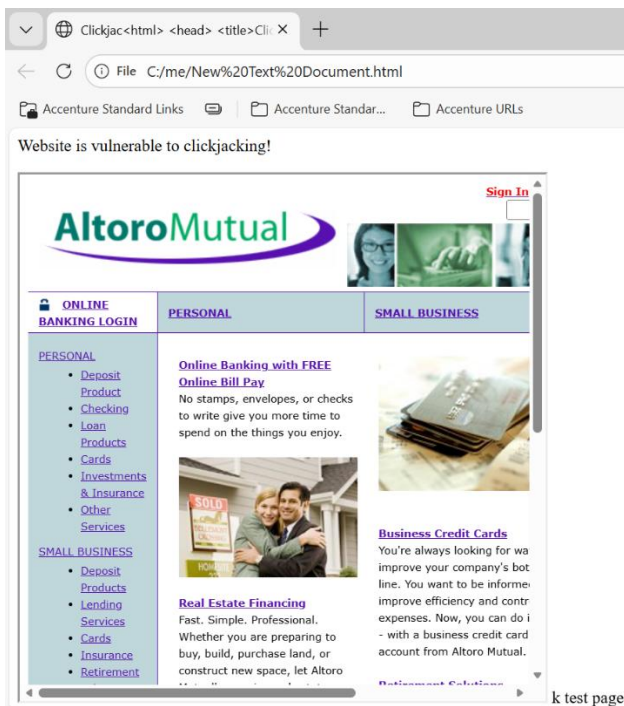 Clickjac<html> <head> <title>Clic
File C:/me/New%20Text%20Document.html
Accenture Standard Links Accenture Standar... Accenture URLs
Website is vulnerable to clickjacking!
Sign In
AltoroMutual
ONLINE
BANKING LOGIN
PERSONAL
SMALL BUSINESS
PERSONAL
Deposit
Product
Checking
Loan
Products
Cards
Investments
& Insurance
Other
Services
SMALL BUSINESS
Deposit
Products
Lending
Services
Cards
Insurance
Retirement
Online Banking with FREE
Online Bill Pay
No stamps, envelopes, or checks
to write give you more time to
spend on the things you enjoy.
SOLD
Real Estate Financing
Fast. Simple. Professional.
Whether you are preparing to
buy, build, purchase land, or
construct new space, let Altoro
Business Credit Cards
You're always looking for wa
improve your company's bot
line. You want to be informe
improve efficiency and contr
expenses. Now, you can do i
- with a business credit card
account from Altoro Mutual.
Retirement Solutions
k test page